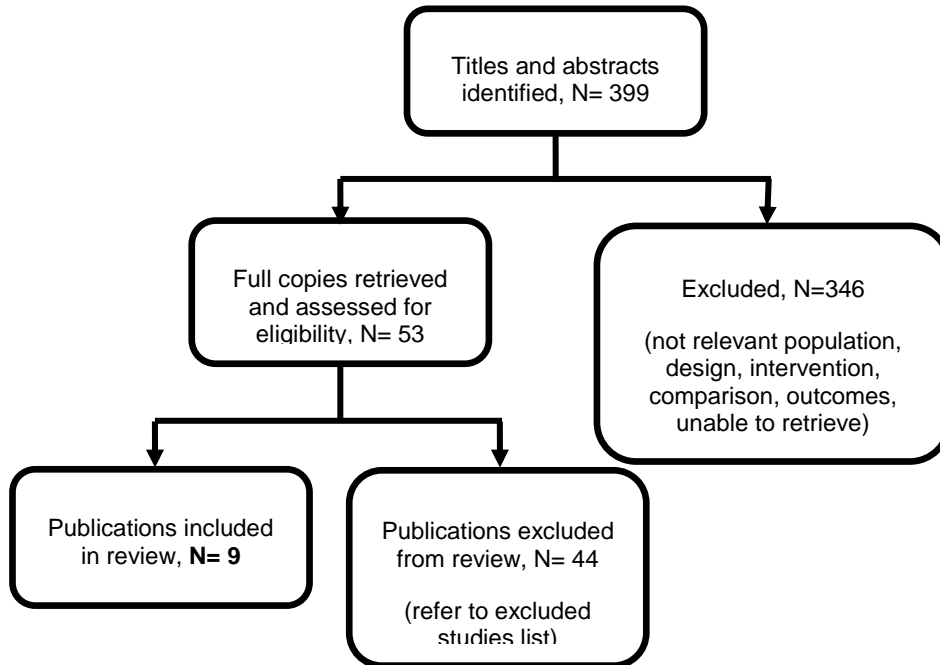 Titles and abstracts
identified, N= 399
Full copies retrieved
and assessed for
eligibility, N= 53
Excluded, N=346
(not relevant population,
design, intervention,
comparison, outcomes,
unable to retrieve)
Publications included
in review, N= 9
Publications excluded
from review, N= 44
(refer to excluded
studies list)